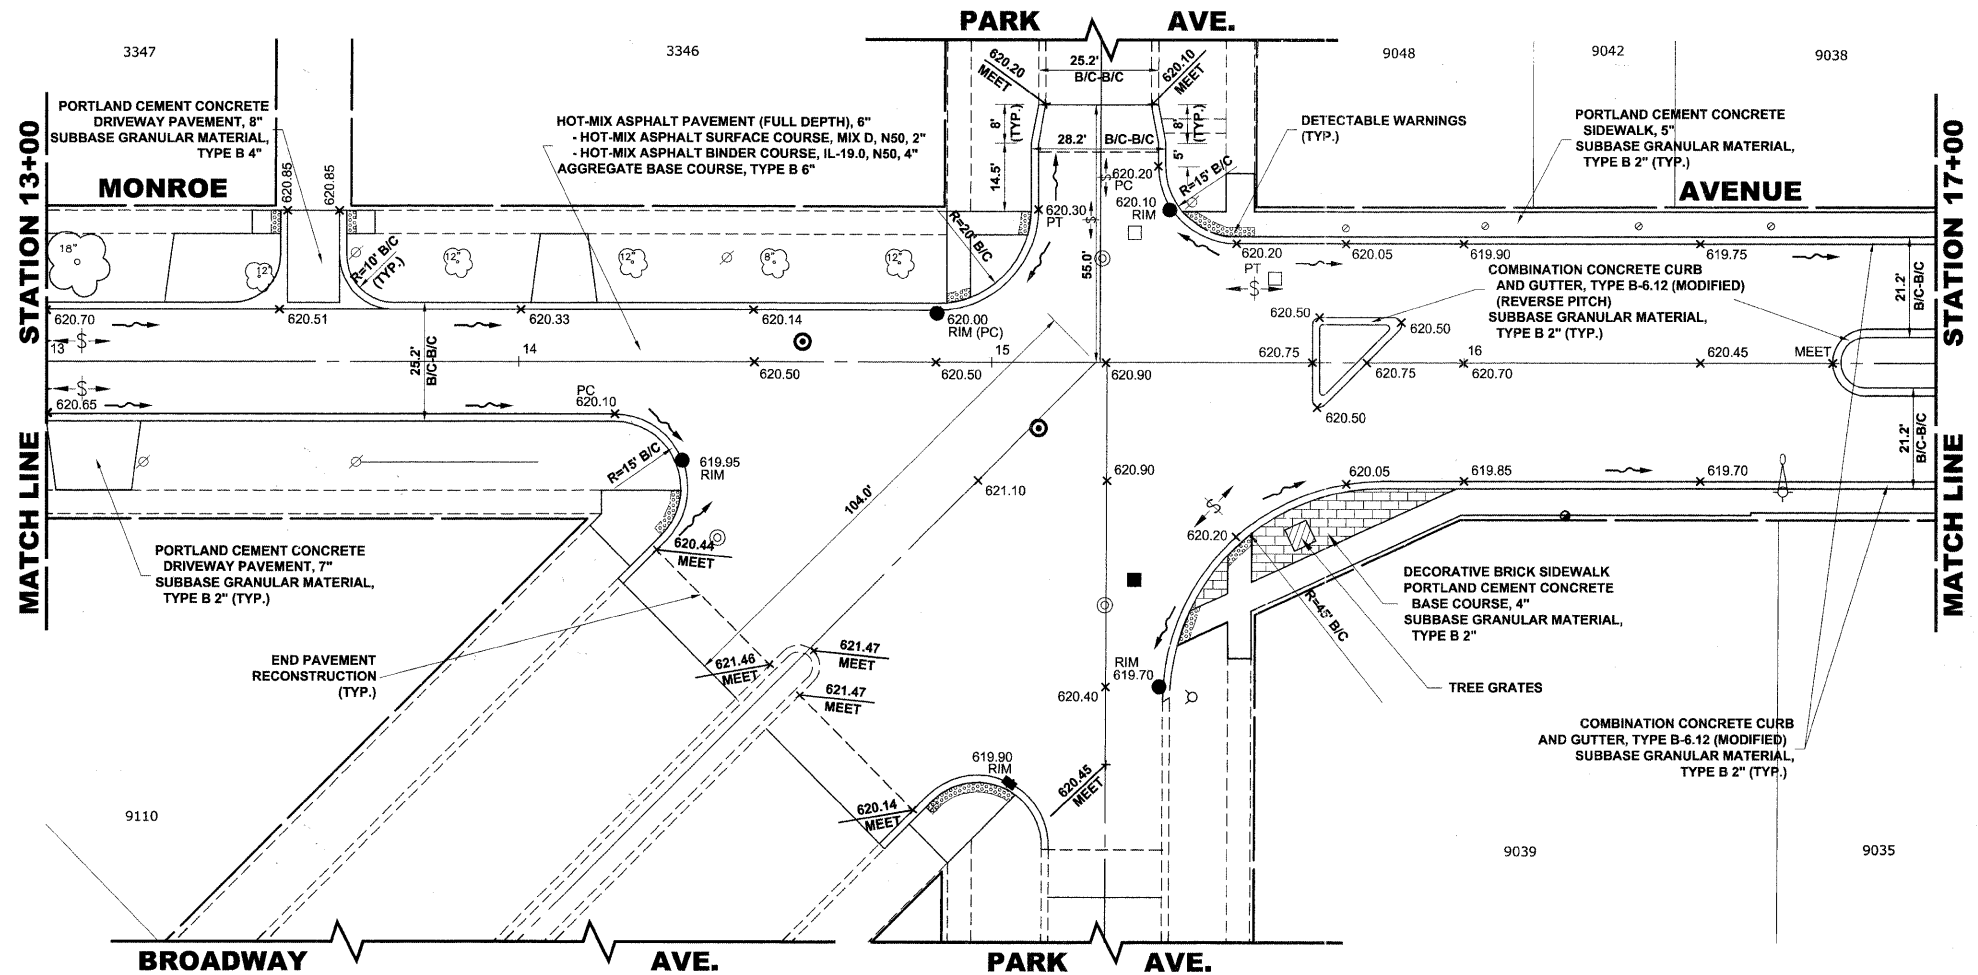 PARK AVE.
3347
3346
9048
9042
9038
620.20
MEET
25.2'
B/C-B/C
620.10
MEET
PORTLAND CEMENT CONCRETE
DRIVEWAY PAVEMENT, 8"
SUBBASE GRANULAR MATERIAL,
TYPE B 4"
HOT-MIX ASPHALT PAVEMENT (FULL DEPTH), 6"
- HOT-MIX ASPHALT SURFACE COURSE, MIX D, N50, 2"
- HOT-MIX ASPHALT BINDER COURSE, IL-19.0, N50, 4"
AGGREGATE BASE COURSE, TYPE B 6"
8'
(TYP.)
28.2'
B/C-B/C
8'
(TYP.)
DETECTABLE WARNINGS
(TYP.)
PORTLAND CEMENT CONCRETE
SIDEWALK, 5"
SUBBASE GRANULAR MATERIAL,
TYPE B 2" (TYP.)
STATION 13+00
STATION 17+00
MONROE
AVENUE
620.85
620.85
14.5'
5'
620.20
PC
R=15' B/C
620.10
RIM
620.30
PT
R=20' B/C
18"
2"
R=10' B/C
(TYP.)
12"
12"
8"
12"
55.0'
S
S
620.20
PT
620.05
619.90
619.75
COMBINATION CONCRETE CURB
AND GUTTER, TYPE B-6.12 (MODIFIED)
(REVERSE PITCH)
SUBBASE GRANULAR MATERIAL,
TYPE B 2" (TYP.)
21.2'
B/C-B/C
S
620.70
620.51
620.33
620.14
620.00
RIM (PC)
620.50
620.50
13
S
14
15
25.2'
B/C-B/C
620.75
16
620.45
MEET
620.50
620.50
620.90
620.75
620.70
S
620.65
PC
620.10
620.50
21.2'
B/C-B/C
MATCH LINE
MATCH LINE
R=15' B/C
619.95
RIM
104.0'
621.10
620.90
620.05
619.85
619.70
S
620.20
620.44
MEET
PORTLAND CEMENT CONCRETE
DRIVEWAY PAVEMENT, 7"
SUBBASE GRANULAR MATERIAL,
TYPE B 2" (TYP.)
DECORATIVE BRICK SIDEWALK
PORTLAND CEMENT CONCRETE
BASE COURSE, 4"
SUBBASE GRANULAR MATERIAL,
TYPE B 2"
R=45' B/C
END PAVEMENT
RECONSTRUCTION
(TYP.)
621.46
MEET
621.47
MEET
621.47
MEET
RIM
619.70
620.40
TREE GRATES
COMBINATION CONCRETE CURB
AND GUTTER, TYPE B-6.12 (MODIFIED)
SUBBASE GRANULAR MATERIAL,
TYPE B 2" (TYP.)
619.90
RIM
620.45
MEET
620.14
MEET
9110
9039
9035
BROADWAY AVE.
PARK AVE.